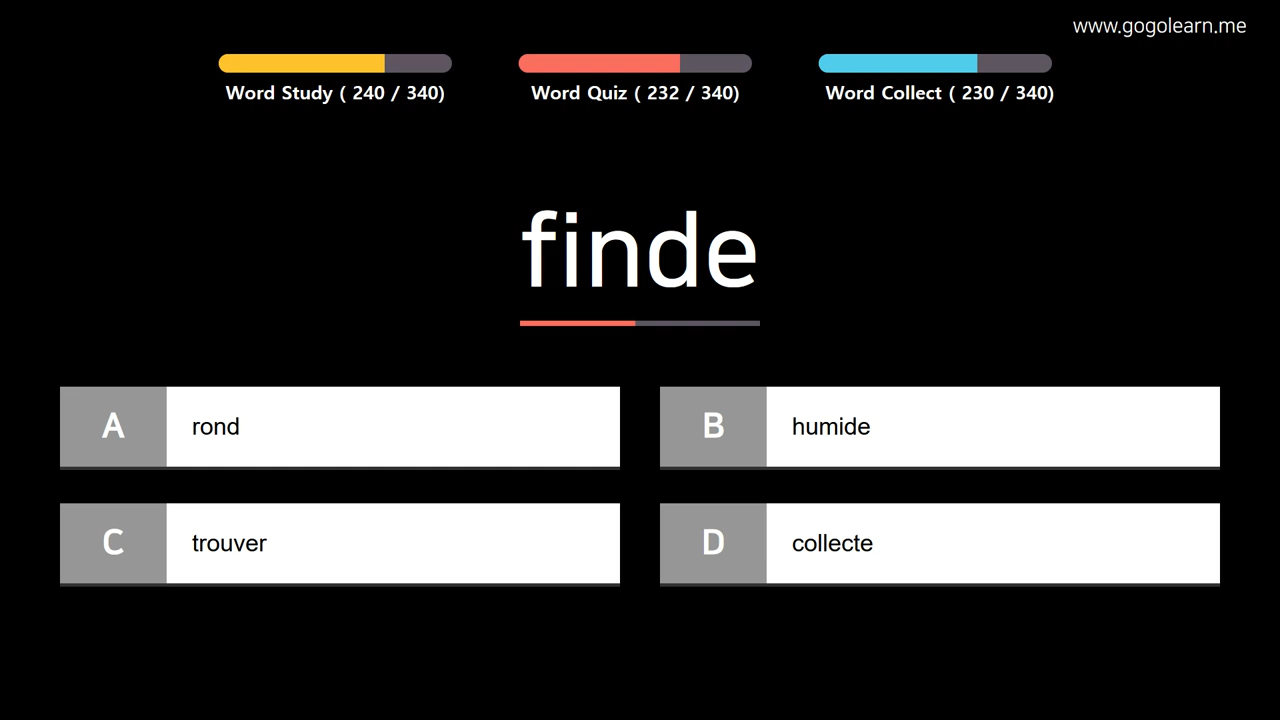 www.gogolearn.me
Word Study ( 240 / 340)
Word Quiz ( 232 / 340)
Word Collect ( 230 / 340)
finde
A rond
B humide
C trouver
D collecte